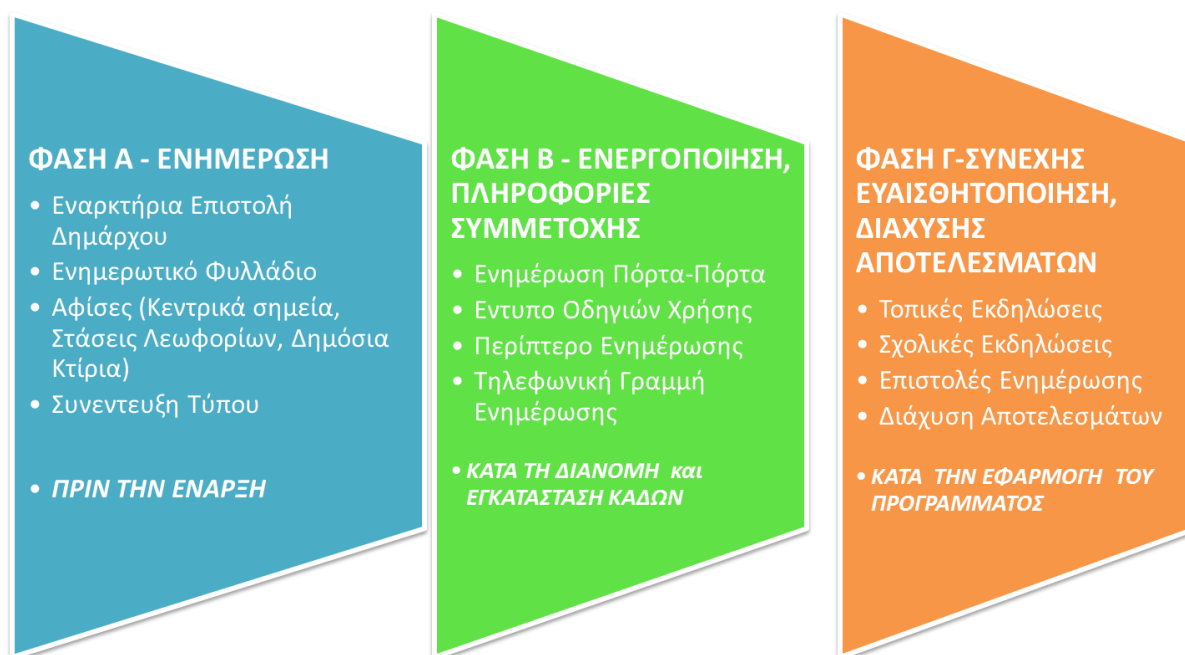 ΦΑΣΗ Α - ΕΝΗΜΕΡΩΣΗ
• Εναρκτήρια Επιστολή
Δημάρχου
• Ενημερωτικό Φυλλάδιο
• Αφίσες (Κεντρικά σημεία,
Στάσεις Λεωφορίων, Δημόσια
Κτίρια)
• Συνεντευξη Τύπου
• ΠΡΙΝ ΤΗΝ ΕΝΑΡΞΗ
ΦΑΣΗ Β - ΕΝΕΡΓΟΠΟΙΗΣΗ,
ΠΛΗΡΟΦΟΡΙΕΣ
ΣΥΜΜΕΤΟΧΗΣ
• Ενημέρωση Πόρτα-Πόρτα
• Εντυπο Οδηγιών Χρήσης
• Περίπτερο Ενημέρωσης
• Τηλεφωνική Γραμμή
Ενημέρωσης
• ΚΑΤΑ ΤΗ ΔΙΑΝΟΜΗ και
ΕΓΚΑΤΑΣΤΑΣΗ ΚΑΔΩΝ
ΦΑΣΗ Γ-ΣΥΝΕΧΗΣ
ΕΥΑΙΣΘΗΤΟΠΟΙΗΣΗ,
ΔΙΑΧΥΣΗΣ
ΑΠΟΤΕΛΕΣΜΑΤΩΝ
• Τοπικές Εκδηλώσεις
• Σχολικές Εκδηλώσεις
• Επιστολές Ενημέρωσης
• Διάχυση Αποτελεσμάτων
• ΚΑΤΑ ΤΗΝ ΕΦΑΡΜΟΓΗ ΤΟΥ
ΠΡΟΓΡΑΜΜΑΤΟΣ